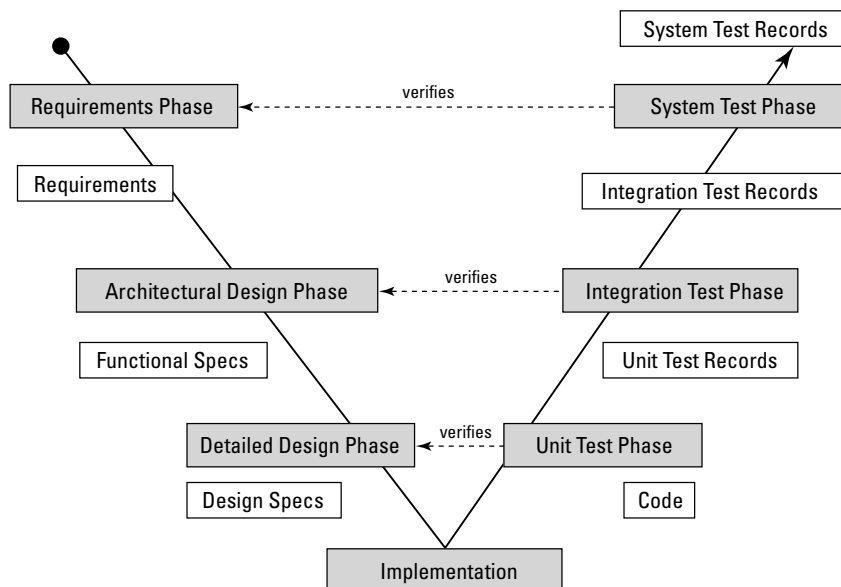 System Test Records
verifies
Requirements Phase
System Test Phase
Requirements
Integration Test Records
verifies
Architectural Design Phase
Integration Test Phase
Functional Specs
Unit Test Records
verifies
Detailed Design Phase
Unit Test Phase
Design Specs
Code
Implementation